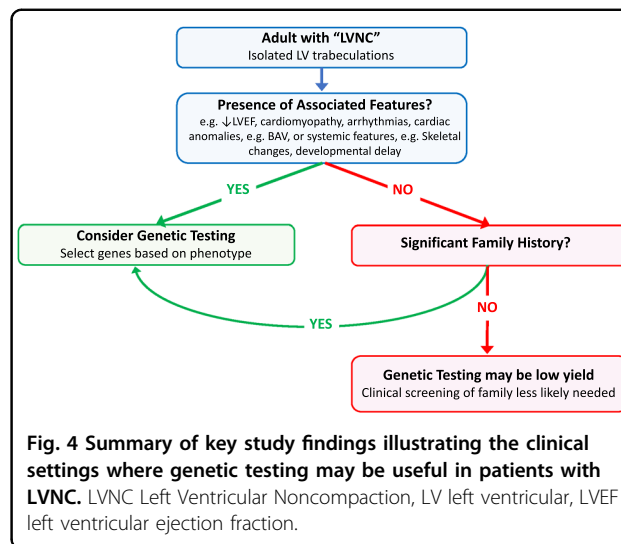 Adult with “LVNC”
Isolated LV trabeculations
Presence of Associated Features?
e.g. ↓LVEF, cardiomyopathy, arrhythmias, cardiac
anomalies, e.g. BAV, or systemic features, e.g. Skeletal
changes, developmental delay
YES
NO
Consider Genetic Testing
Select genes based on phenotype
Significant Family History?
YES
NO
Genetic Testing may be low yield
Clinical screening of family less likely needed
Fig. 4 Summary of key study findings illustrating the clinical
settings where genetic testing may be useful in patients with
LVNC. LVNC Left Ventricular Noncompaction, LV left ventricular, LVEF
left ventricular ejection fraction.